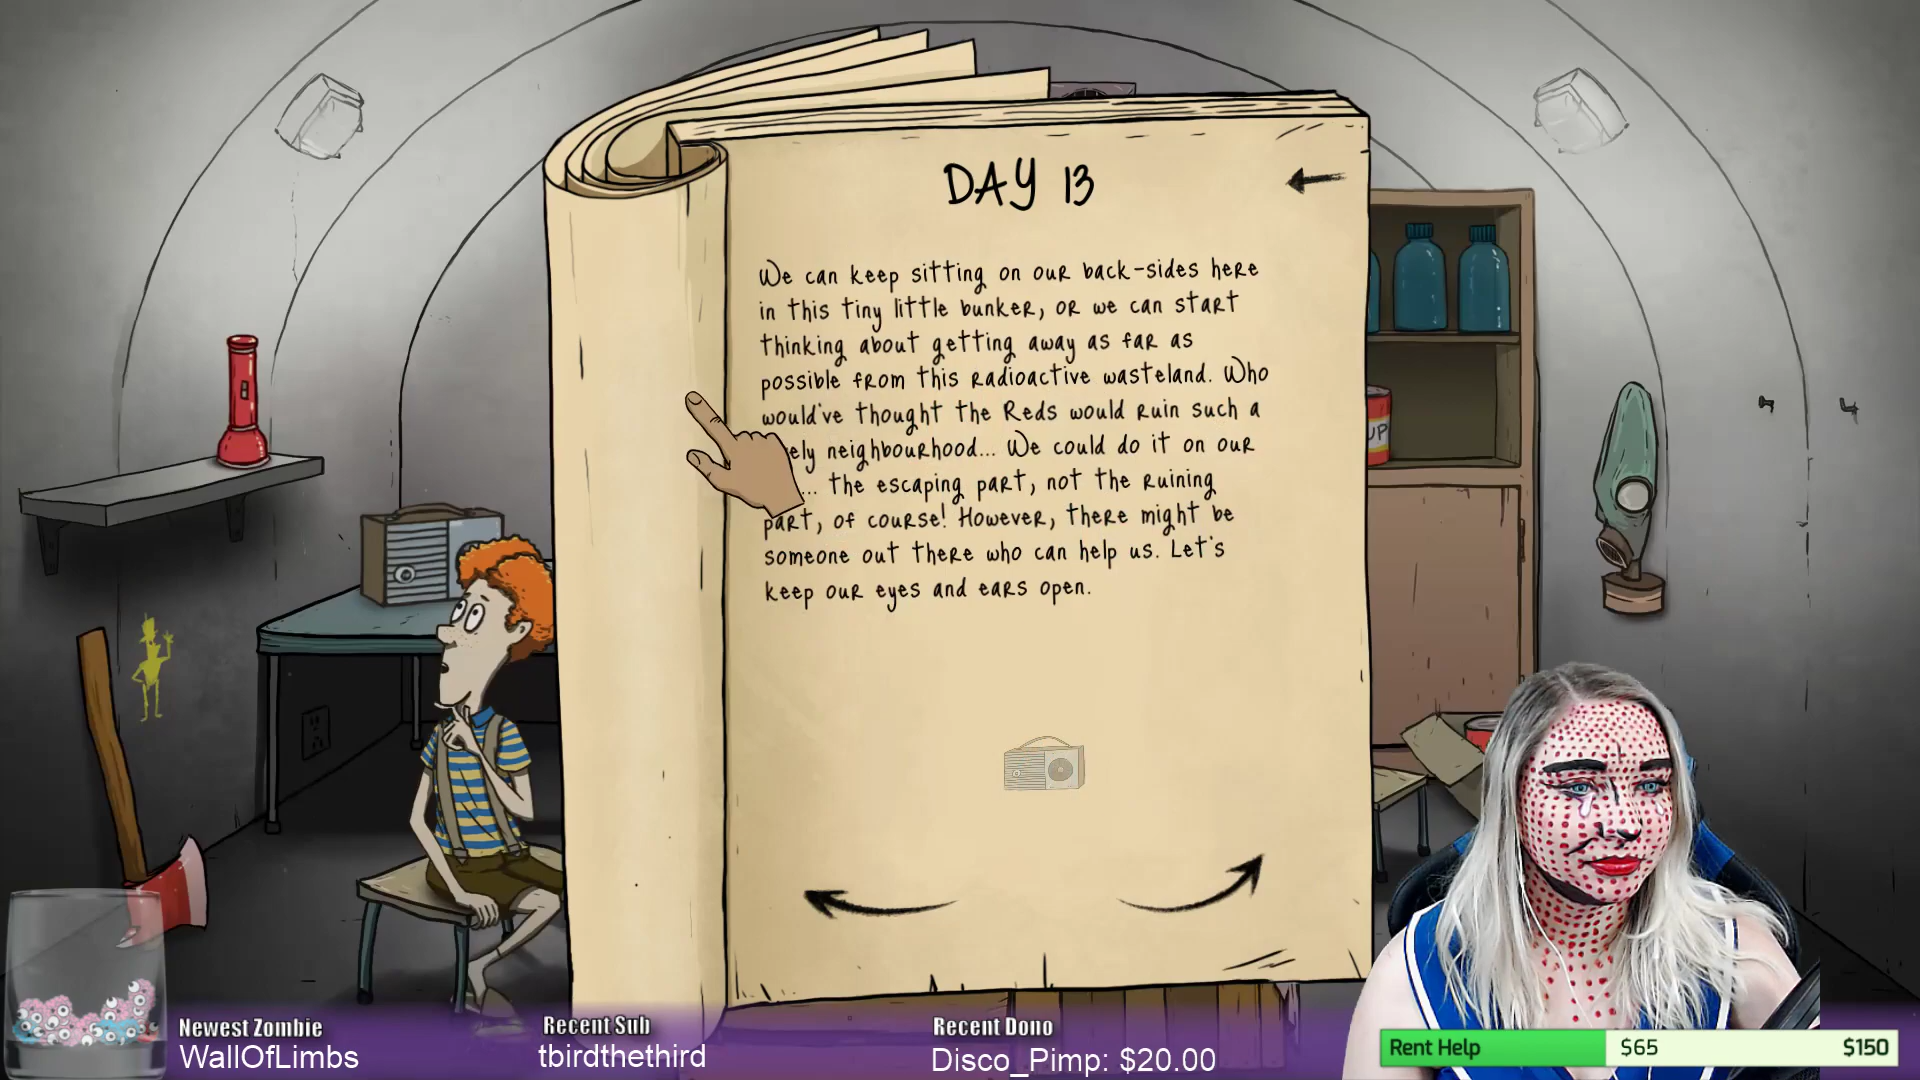 DAY 13
We can keep sitting on our back-sides here
in this tiny little bunker, or we can start
thinking about getting away as far as
possible from this radioactive wasteland. Who
would've thought the Reds would ruin such a
ely neighbourhood... We could do it on our
... the escaping part, not the ruining
part, of course! However, there might be
someone out there who can help us. Let's
keep our eyes and ears open.
UP
Newest Zombie
WallOfLimbs
Recent Sub
tbirdthethird
Recent Dono
Disco_Pimp: $20.00
Rent Help $65 $150